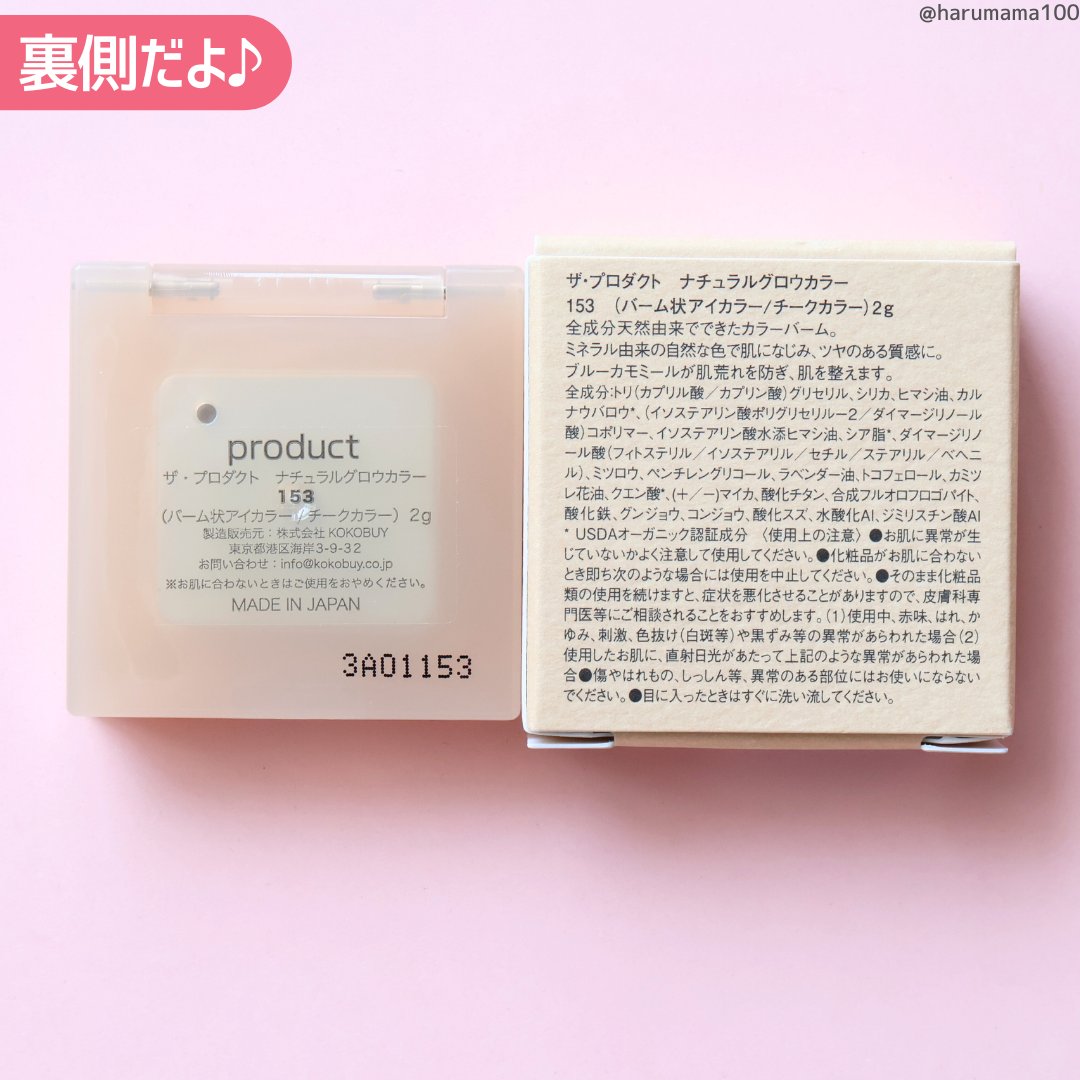 @harumama100
裏側だよ♪
product
ザ・プロダクト　ナチュラルグロウカラー
153
（バーム状アイカラー/チークカラー）2g
製造販売元：株式会社 KOKOBUY
東京都港区海岸3-9-32
お問い合わせ：info@kokobuy.co.jp
※お肌に合わないときはご使用をおやめください。
MADE IN JAPAN
3A01153
ザ・プロダクト　ナチュラルグロウカラー
153　（バーム状アイカラー/チークカラー）2g
全成分天然由来でできたカラーバーム。
ミネラル由来の自然な色で肌になじみ、ツヤのある質感に。
ブルーカモミールが肌荒れを防ぎ、肌を整えます。
全成分:トリ（カプリル酸／カプリン酸）グリセリル、シリカ、ヒマシ油、カル
ナウバロウ*、（イソステアリン酸ポリグリセリルー2／ダイマージリノール
酸）コポリマー、イソステアリン酸水添ヒマシ油、シア脂*、ダイマージリノ
ール酸（フィトステリル／イソステアリル／セチル／ステアリル／ベヘニ
ル）、ミツロウ、ペンチレングリコール、ラベンダー油、トコフェロール、カミツ
レ花油、クエン酸*、（＋／−）マイカ、酸化チタン、合成フルオロフロゴパイト、
酸化鉄、グンジョウ、コンジョウ、酸化スズ、水酸化Al、ジミリスチン酸Al
* USDAオーガニック認証成分 〈使用上の注意〉●お肌に異常が生
じていないかよく注意して使用してください。●化粧品がお肌に合わない
とき即ち次のような場合には使用を中止してください。●そのまま化粧品
類の使用を続けますと、症状を悪化させることがありますので、皮膚科専
門医等にご相談されることをおすすめします。（1）使用中、赤味、はれ、か
ゆみ、刺激、色抜け（白斑等）や黒ずみ等の異常があらわれた場合（2）
使用したお肌に、直射日光があたって上記のような異常があらわれた場
合●傷やはれもの、しっしん等、異常のある部位にはお使いにならない
でください。●目に入ったときはすぐに洗い流してください。